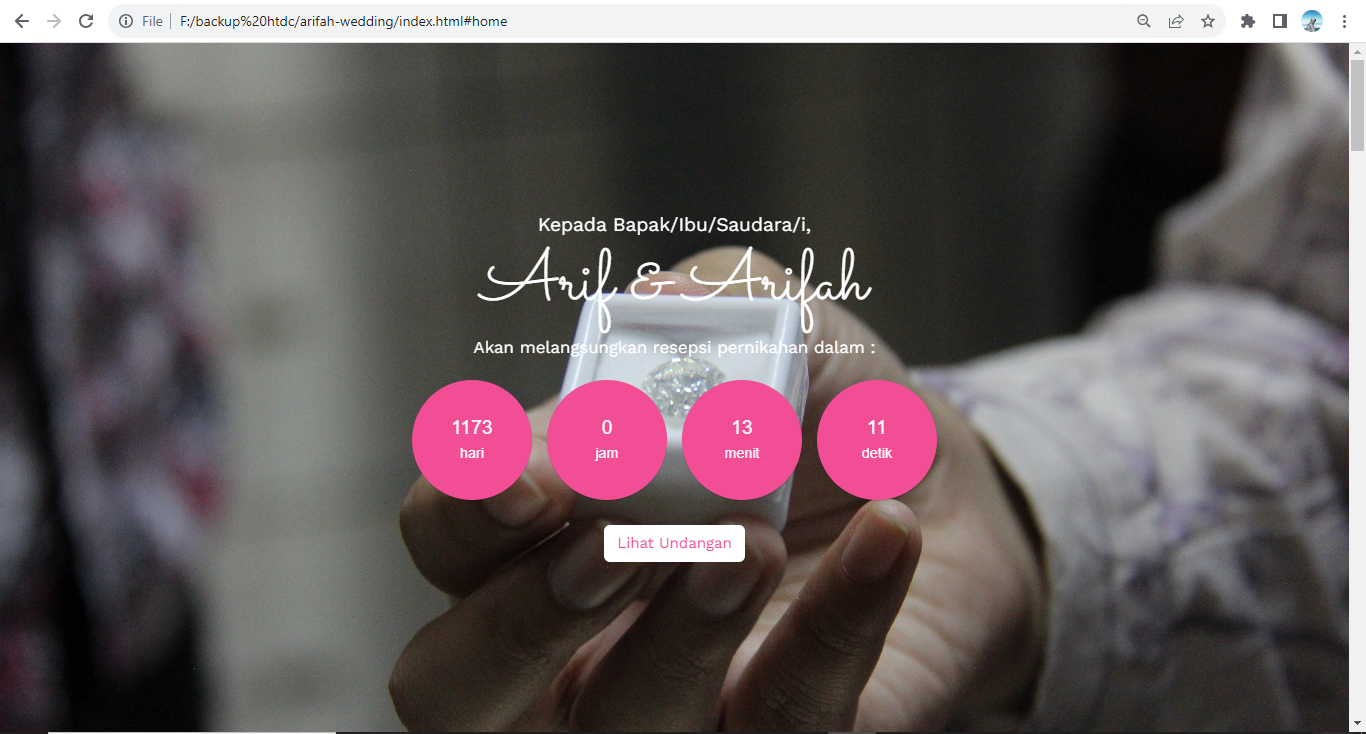 File
F:/backup%20htdc/arifah-wedding/index.html#home
Kepada Bapak/Ibu/Saudara/i,
Arif & Arifah
Akan melangsungkan resepsi pernikahan dalam :
1173 0 13 11
hari jam menit detik
Lihat Undangan